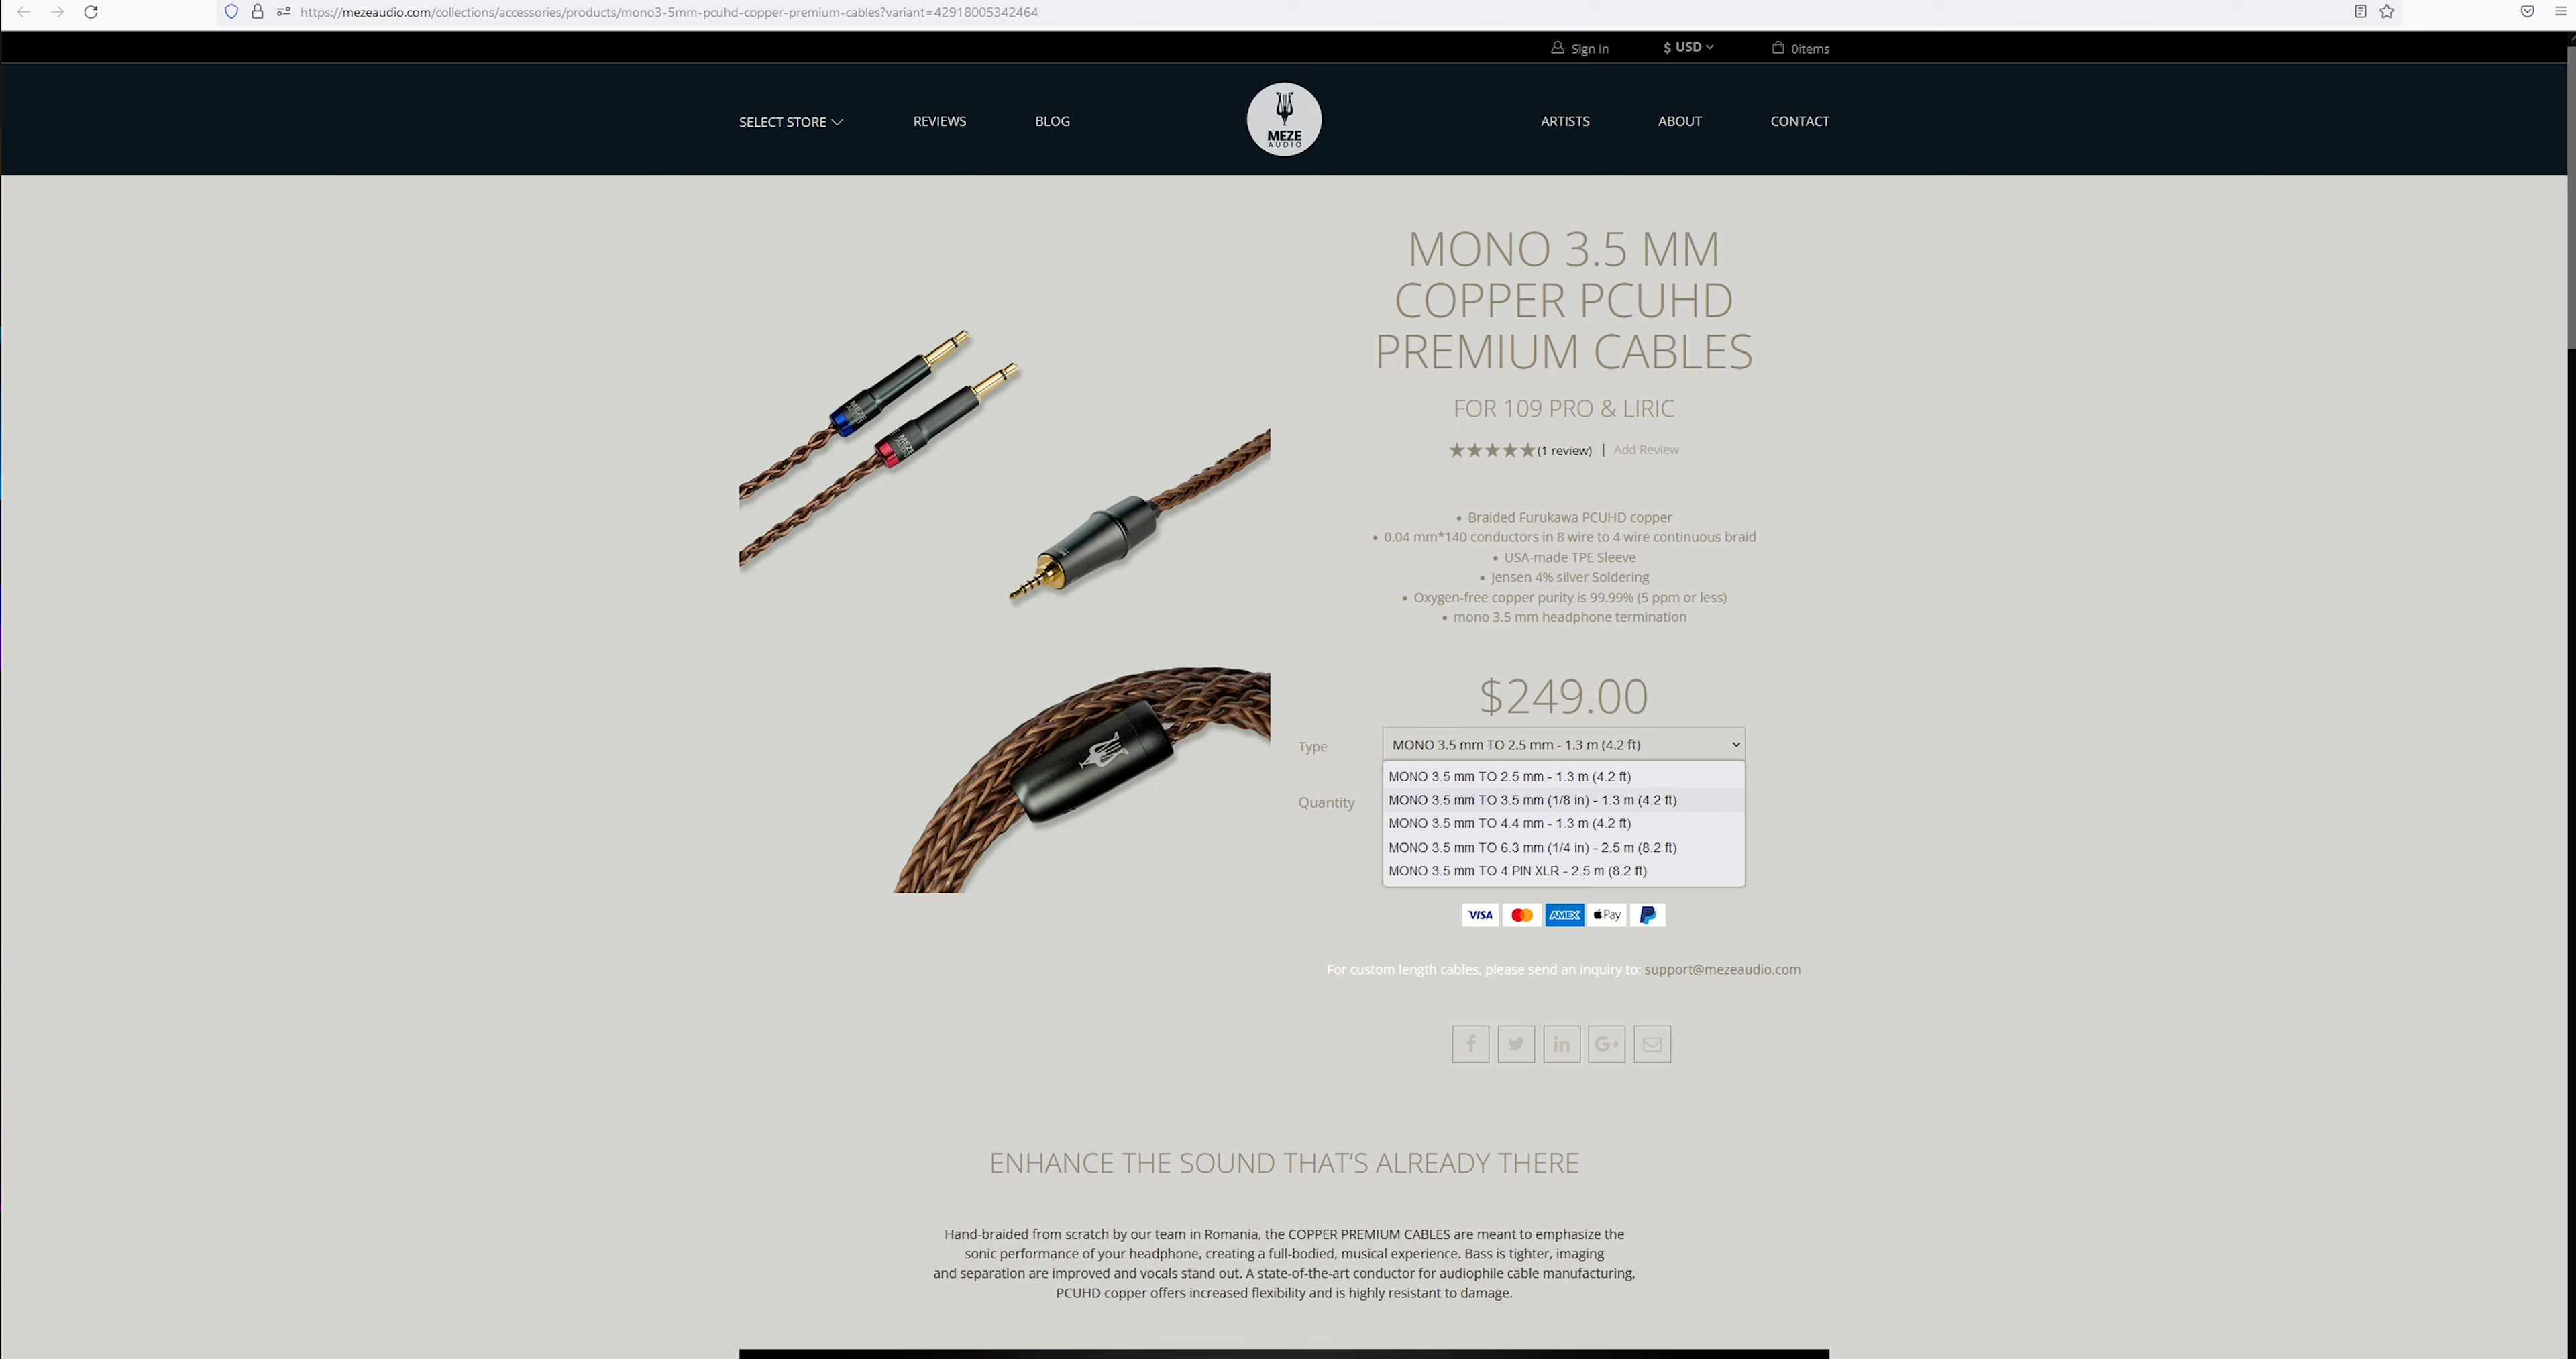 https://mezeaudio.com/collections/accessories/products/mono3-5mm-pcuhd-copper-premium-cables?variant=42918005342464
Sign In
$ USD
0items
SELECT STORE
REVIEWS
BLOG
MEZE
AUDIO
ARTISTS
ABOUT
CONTACT
MONO 3.5 MM
COPPER PCUHD
PREMIUM CABLES
FOR 109 PRO & LIRIC
(1 review) | Add Review
MEZE
AUDIO
MEZE
AUDIO
• Braided Furukawa PCUHD copper
• 0.04 mm*140 conductors in 8 wire to 4 wire continuous braid
• USA-made TPE Sleeve
• Jensen 4% silver Soldering
• Oxygen-free copper purity is 99.99% (5 ppm or less)
• mono 3.5 mm headphone termination
$249.00
Type
MONO 3.5 mm TO 2.5 mm - 1.3 m (4.2 ft)
MONO 3.5 mm TO 2.5 mm - 1.3 m (4.2 ft)
Quantity
MONO 3.5 mm TO 3.5 mm (1/8 in) - 1.3 m (4.2 ft)
MONO 3.5 mm TO 4.4 mm - 1.3 m (4.2 ft)
MONO 3.5 mm TO 6.3 mm (1/4 in) - 2.5 m (8.2 ft)
MONO 3.5 mm TO 4 PIN XLR - 2.5 m (8.2 ft)
VISA
AMEX
Pay
For custom length cables, please send an inquiry to: support@mezeaudio.com
f
in
G+
ENHANCE THE SOUND THAT'S ALREADY THERE
Hand-braided from scratch by our team in Romania, the COPPER PREMIUM CABLES are meant to emphasize the
sonic performance of your headphone, creating a full-bodied, musical experience. Bass is tighter, imaging
and separation are improved and vocals stand out. A state-of-the-art conductor for audiophile cable manufacturing,
PCUHD copper offers increased flexibility and is highly resistant to damage.